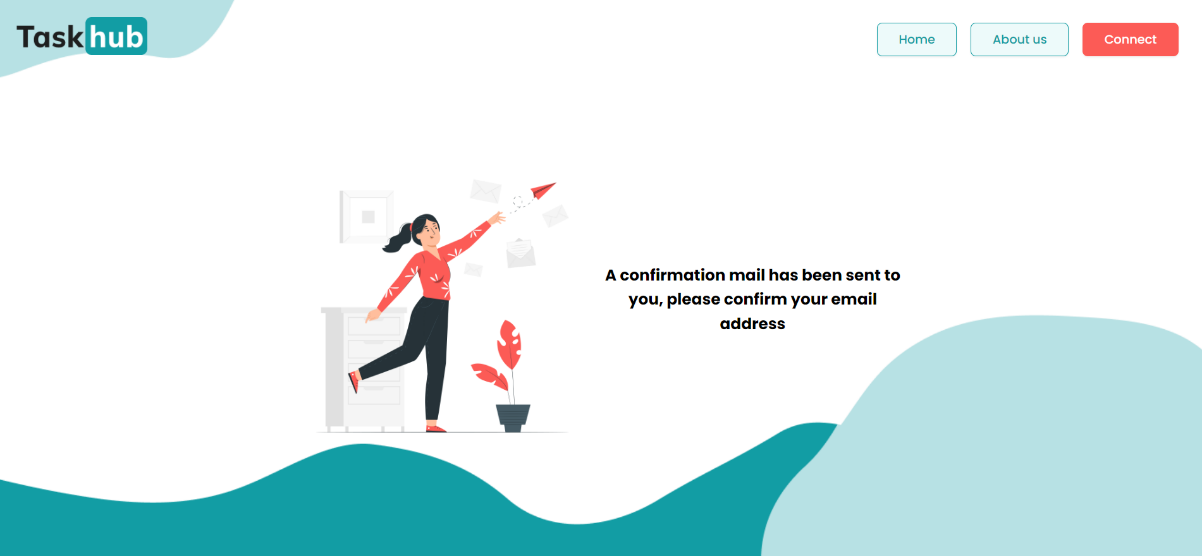 Taskhub
Home
About us
Connect
A confirmation mail has been sent to
you, please confirm your email
address